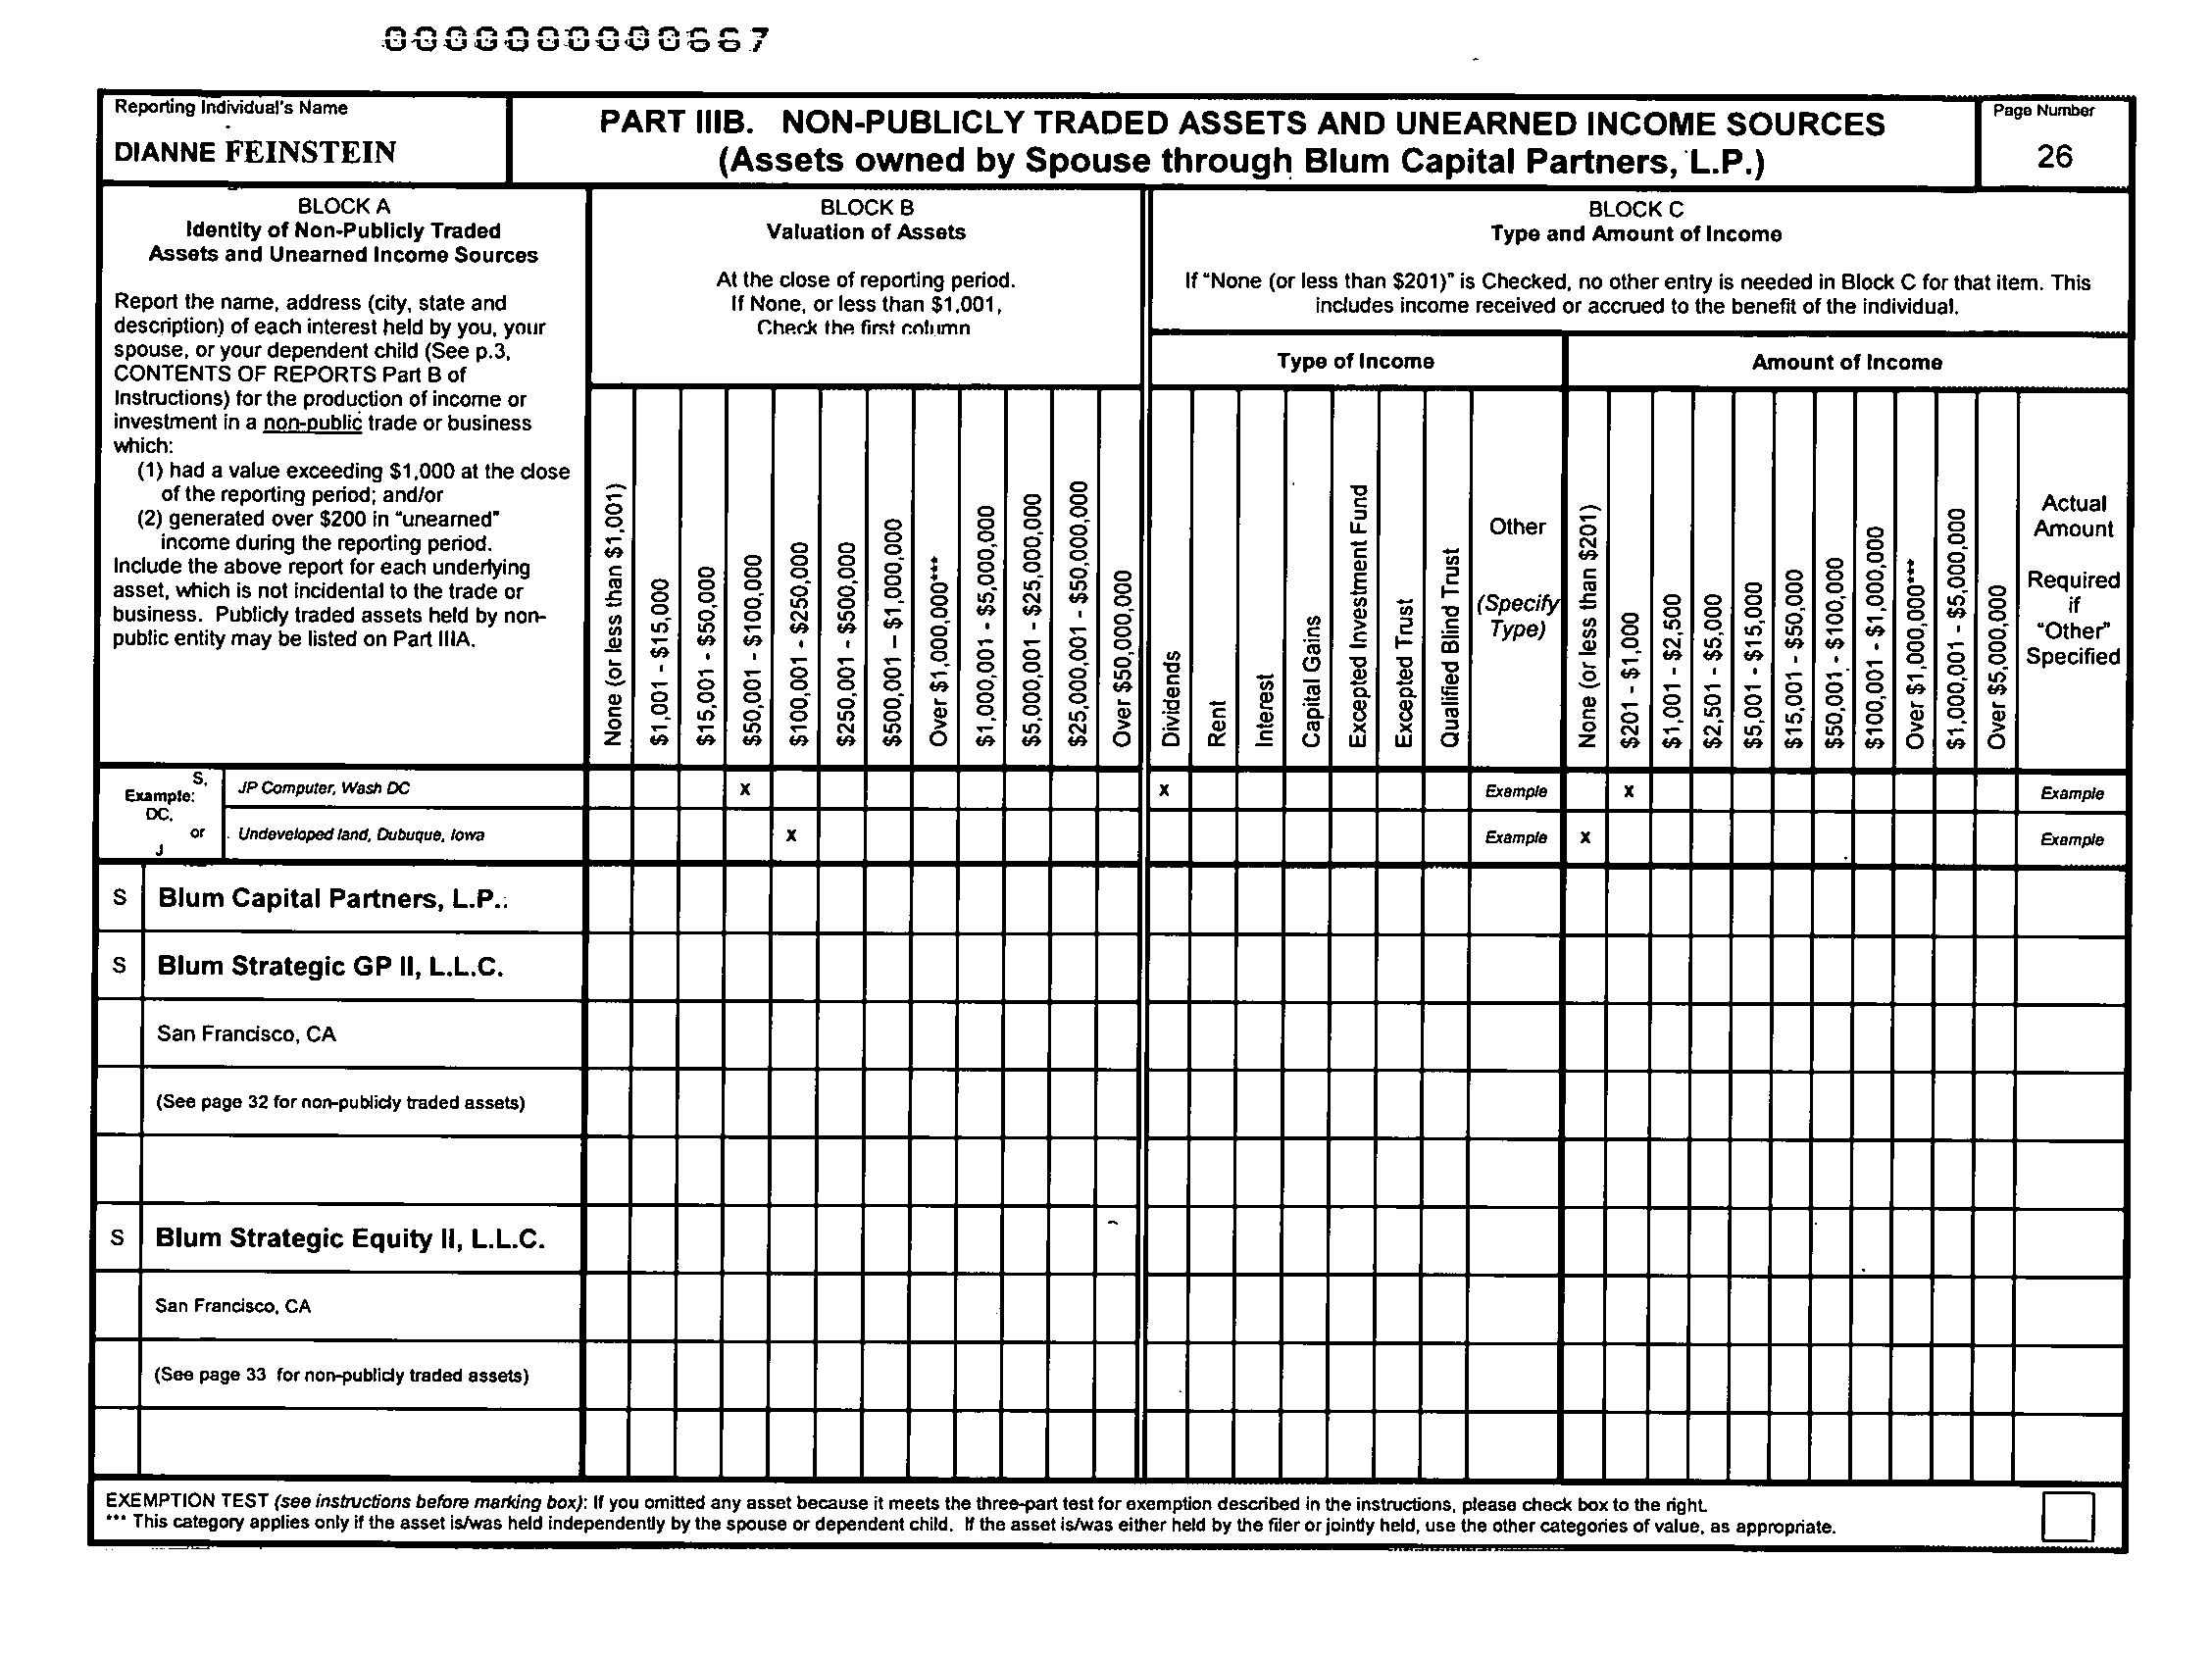 0000000000667
Reporting Individual's Name
DIANNE FEINSTEIN
PART IIIB. NON-PUBLICLY TRADED ASSETS AND UNEARNED INCOME SOURCES
(Assets owned by Spouse through Blum Capital Partners, L.P.)
Page Number
26
BLOCK A
Identity of Non-Publicly Traded
Assets and Unearned Income Sources
Report the name, address (city, state and
description) of each interest held by you, your
spouse, or your dependent child (See p.3,
CONTENTS OF REPORTS Part B of
Instructions) for the production of income or
investment in a non-public trade or business
which:
(1) had a value exceeding $1,000 at the close
of the reporting period; and/or
(2) generated over $200 in "unearned"
income during the reporting period.
Include the above report for each underlying
asset, which is not incidental to the trade or
business. Publicly traded assets held by non-
public entity may be listed on Part IIIA.
BLOCK B
Valuation of Assets
At the close of reporting period.
If None, or less than $1,001,
Check the first column
None (or less than $1,001)
$1,001 - $15,000
$15,001 - $50,000
$50,001 - $100,000
$100,001 - $250,000
$250,001 - $500,000
$500,001 – $1,000,000
Over $1,000,000***
$1,000,001 - $5,000,000
$5,000,001 - $25,000,000
$25,000,001 - $50,000,000
Over $50,000,000
BLOCK C
Type and Amount of Income
If "None (or less than $201)" is Checked, no other entry is needed in Block C for that item. This
includes income received or accrued to the benefit of the individual.
Type of Income
Dividends
Rent
Interest
Capital Gains
Excepted Investment Fund
Excepted Trust
Qualified Blind Trust
Other
(Specify
Type)
Amount of Income
None (or less than $201)
$201 - $1,000
$1,001 - $2,500
$2,501 - $5,000
$5,001 - $15,000
$15,001 - $50,000
$50,001 - $100,000
$100,001 - $1,000,000
Over $1,000,000***
$1,000,001 - $5,000,000
Over $5,000,000
Actual
Amount
Required
if
"Other"
Specified
Example:
S,
DC,
or
J
JP Computer, Wash DC X X Example X Example
Undeveloped land, Dubuque, Iowa X Example X Example
S Blum Capital Partners, L.P.:
S Blum Strategic GP II, L.L.C.
San Francisco, CA
(See page 32 for non-publicly traded assets)
S Blum Strategic Equity II, L.L.C.
San Francisco, CA
(See page 33 for non-publicly traded assets)
EXEMPTION TEST (see instructions before marking box): If you omitted any asset because it meets the three-part test for exemption described in the instructions, please check box to the right.
*** This category applies only if the asset is/was held independently by the spouse or dependent child. If the asset is/was either held by the filer or jointly held, use the other categories of value, as appropriate.